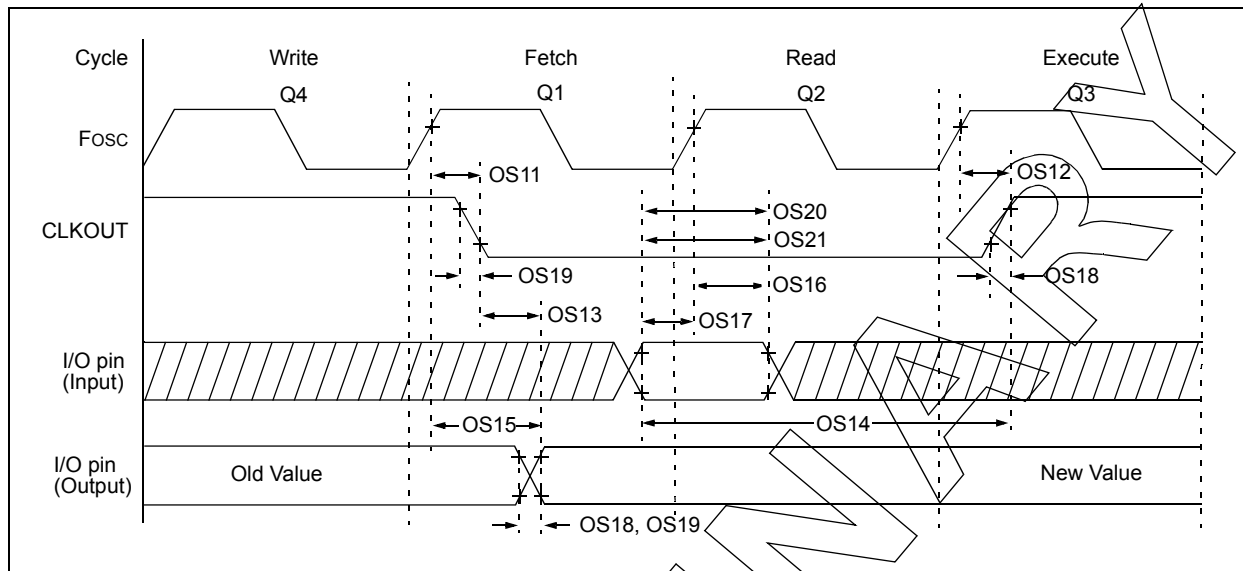 Cycle Write Fetch Read Execute
Q4 Q1 Q2 Q3
FOSC
OS11 OS12
CLKOUT
OS20
OS21
OS19 OS16 OS18
OS13 OS17
I/O pin
(Input)
OS15 OS14
I/O pin
(Output)
Old Value New Value
OS18, OS19
NARY